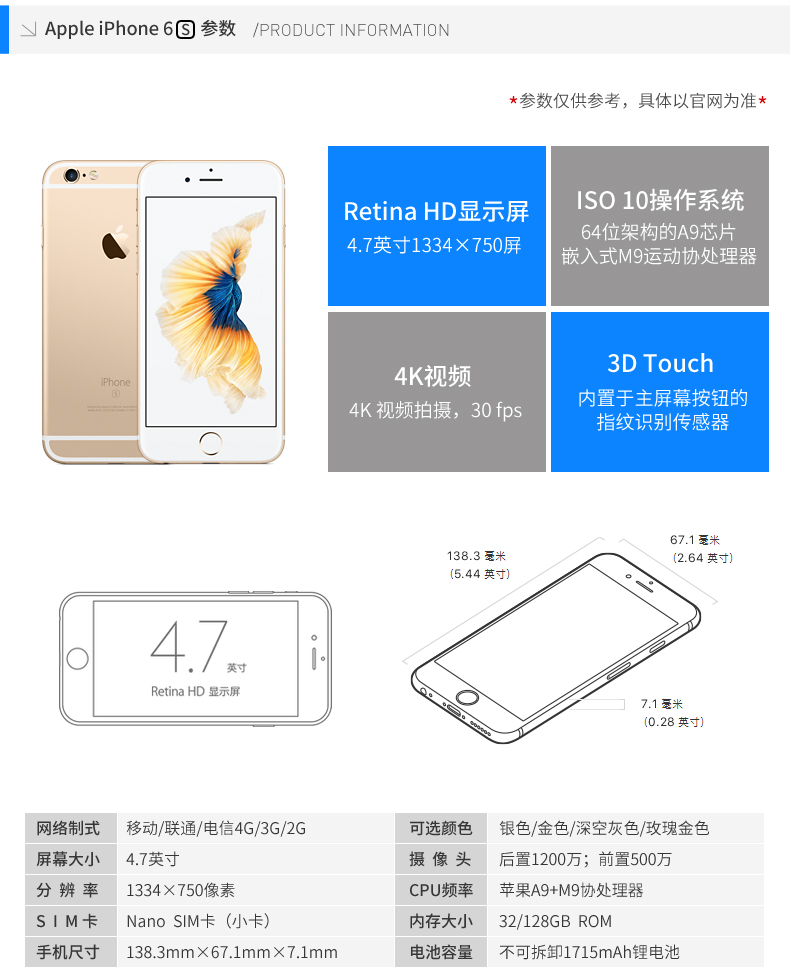 Apple iPhone 6S 参数 /PRODUCT INFORMATION
*参数仅供参考，具体以官网为准*
Retina HD显示屏
4.7英寸1334×750屏
ISO 10操作系统
64位架构的A9芯片
嵌入式M9运动协处理器
4K视频
4K 视频拍摄，30 fps
3D Touch
内置于主屏幕按钮的
指纹识别传感器
iPhone
S
4.7 英寸
Retina HD 显示屏
138.3 毫米
(5.44 英寸)
67.1 毫米
(2.64 英寸)
7.1 毫米
(0.28 英寸)
网络制式 移动/联通/电信4G/3G/2G 可选颜色 银色/金色/深空灰色/玫瑰金色
屏幕大小 4.7英寸 摄 像 头 后置1200万；前置500万
分 辨 率 1334×750像素 CPU频率 苹果A9+M9协处理器
S I M 卡 Nano SIM卡（小卡） 内存大小 32/128GB ROM
手机尺寸 138.3mm×67.1mm×7.1mm 电池容量 不可拆卸1715mAh锂电池